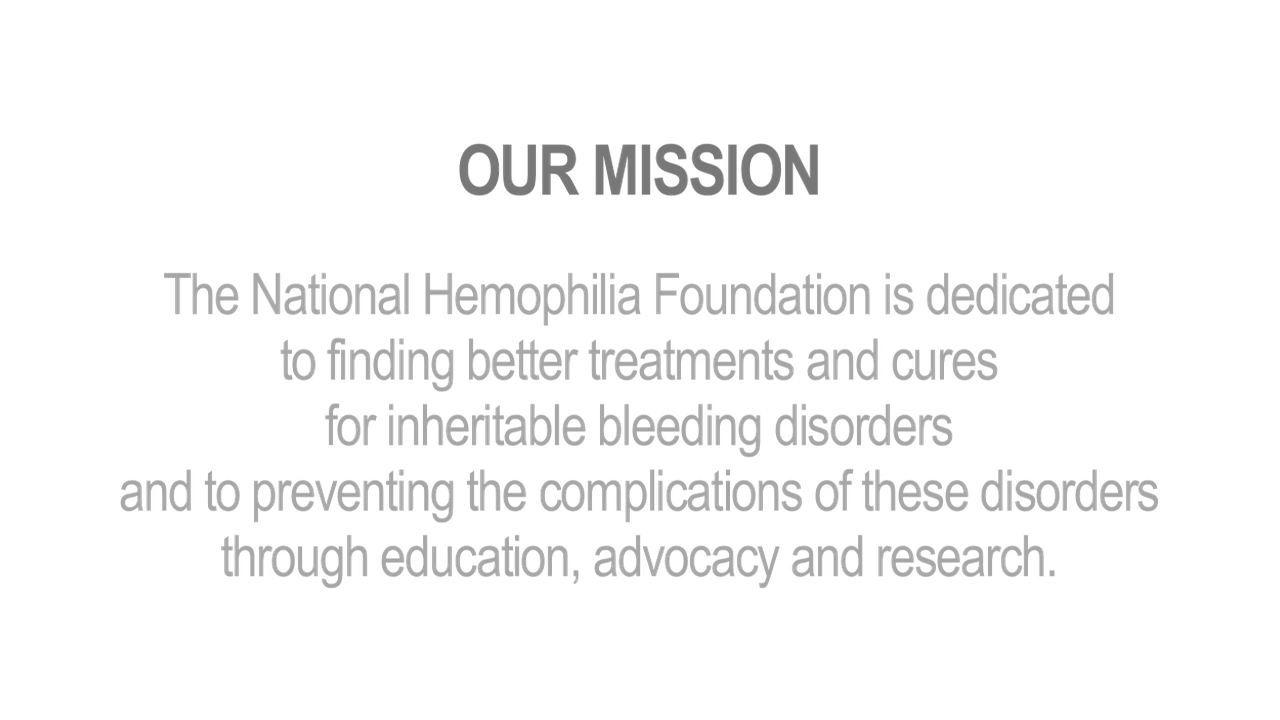 OUR MISSION
The National Hemophilia Foundation is dedicated
to finding better treatments and cures
for inheritable bleeding disorders
and to preventing the complications of these disorders
through education, advocacy and research.